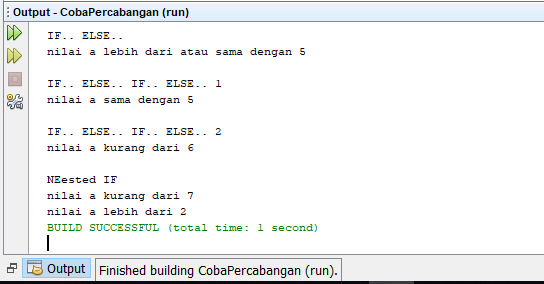 Output - CobaPercabangan (run)
IF.. ELSE..
nilai a lebih dari atau sama dengan 5
IF.. ELSE.. IF.. ELSE.. 1
nilai a sama dengan 5
IF.. ELSE.. IF.. ELSE.. 2
nilai a kurang dari 6
NEested IF
nilai a kurang dari 7
nilai a lebih dari 2
BUILD SUCCESSFUL (total time: 1 second)
Output
Finished building CobaPercabangan (run).